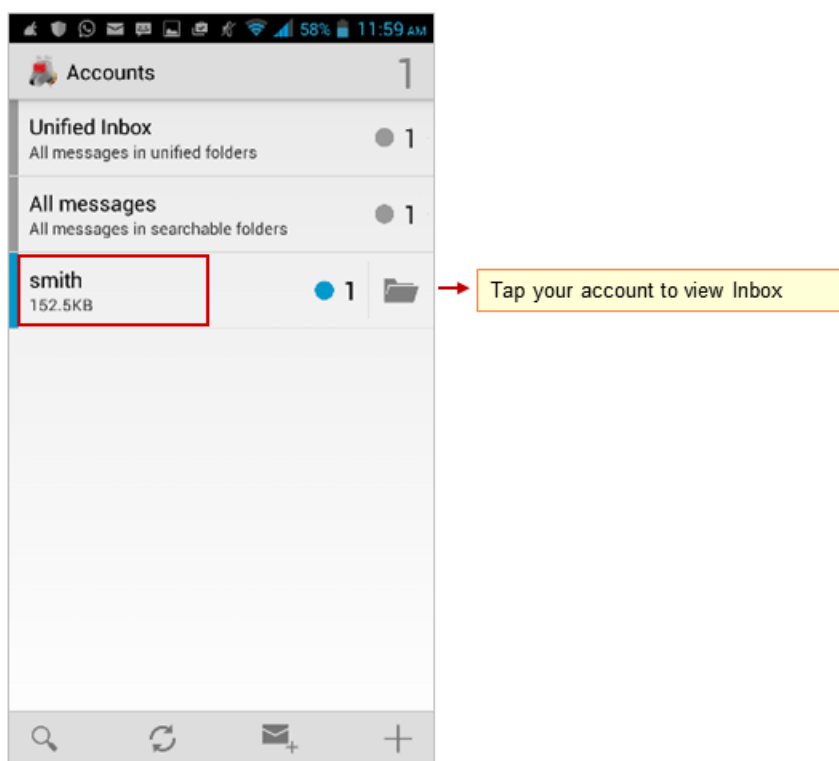 58% 11:59 AM
Accounts 1
Unified Inbox
All messages in unified folders
1
All messages
All messages in searchable folders
1
smith
152.5KB
1
Tap your account to view Inbox